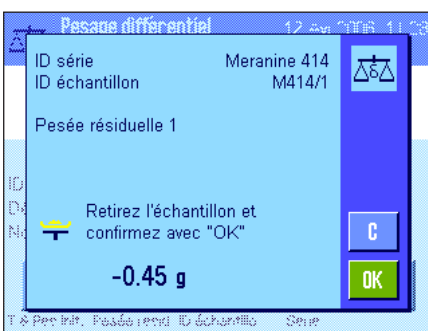 Pesage différentiel
ID série Meranine 414
ID échantillon M414/1
Pesée résiduelle 1
Retirez l'échantillon et
confirmez avec "OK"
C
-0.45 g
OK